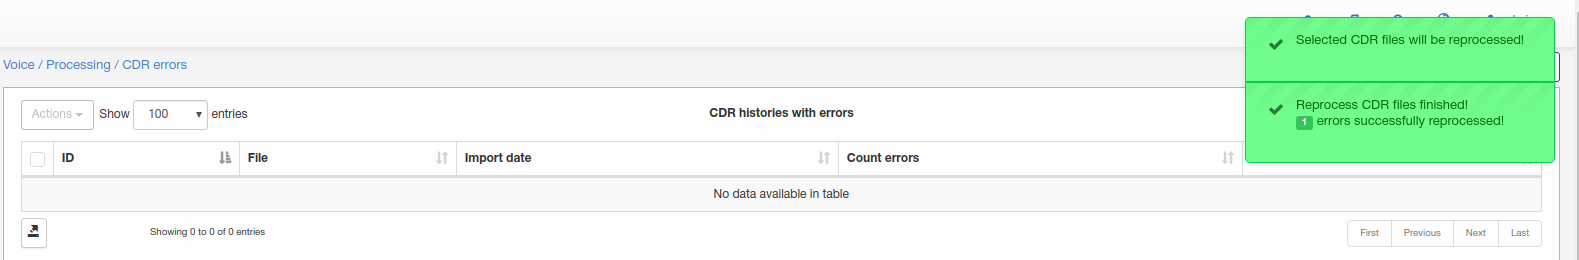 Selected CDR files will be reprocessed!
Voice / Processing / CDR errors
Reprocess CDR files finished!
1 errors successfully reprocessed!
Actions Show 100 entries
CDR histories with errors
ID File Import date Count errors
No data available in table
Showing 0 to 0 of 0 entries
First Previous Next Last